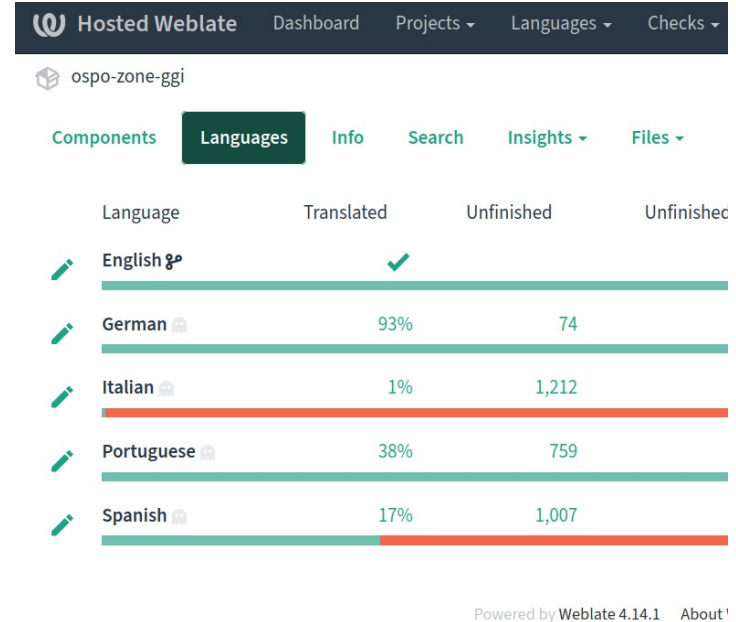 Hosted Weblate Dashboard Projects Languages Checks
ospo-zone-ggi
Components Languages Info Search Insights Files
Language Translated Unfinished Unfinished
English
German 93% 74
Italian 1% 1,212
Portuguese 38% 759
Spanish 17% 1,007
Powered by Weblate 4.14.1 About